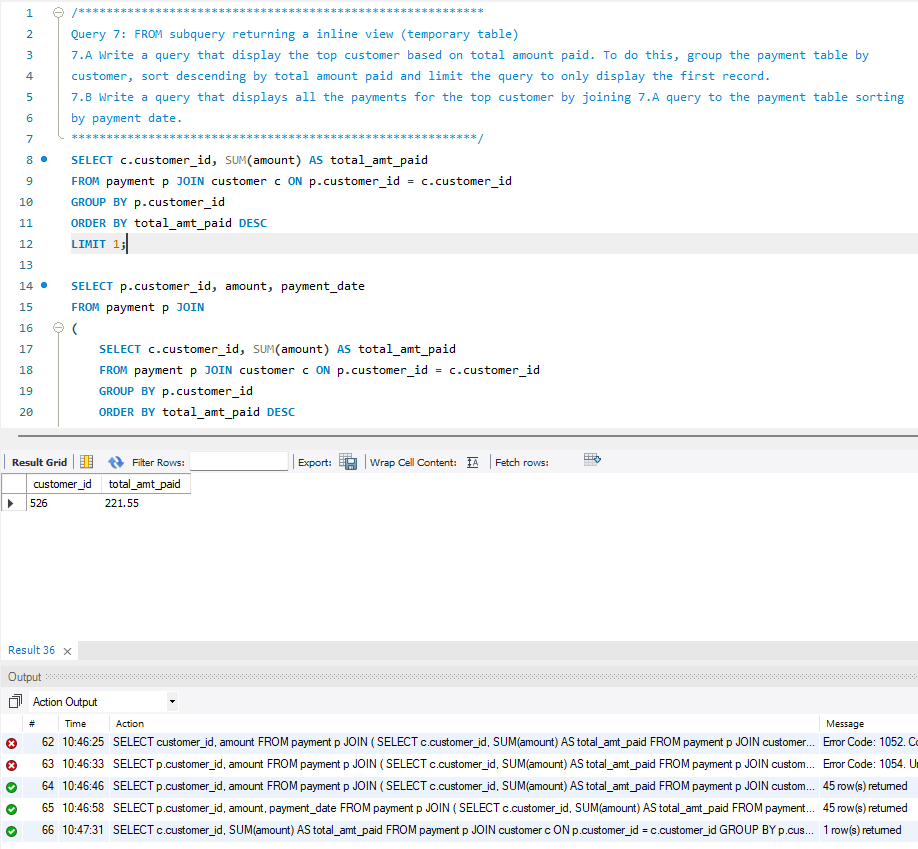 1 /**********************************************************
2 Query 7: FROM subquery returning a inline view (temporary table)
3 7.A Write a query that display the top customer based on total amount paid. To do this, group the payment table by
4 customer, sort descending by total amount paid and limit the query to only display the first record.
5 7.B Write a query that displays all the payments for the top customer by joining 7.A query to the payment table sorting
6 by payment date.
7 **********************************************************/
8 SELECT c.customer_id, SUM(amount) AS total_amt_paid
9 FROM payment p JOIN customer c ON p.customer_id = c.customer_id
10 GROUP BY p.customer_id
11 ORDER BY total_amt_paid DESC
12 LIMIT 1;
13
14 SELECT p.customer_id, amount, payment_date
15 FROM payment p JOIN
16 (
17 SELECT c.customer_id, SUM(amount) AS total_amt_paid
18 FROM payment p JOIN customer c ON p.customer_id = c.customer_id
19 GROUP BY p.customer_id
20 ORDER BY total_amt_paid DESC
Result Grid Filter Rows: Export: Wrap Cell Content: IA Fetch rows:
customer_id total_amt_paid
526 221.55
Result 36 ×
Output
Action Output
# Time Action Message
62 10:46:25 SELECT customer_id, amount FROM payment p JOIN ( SELECT c.customer_id, SUM(amount) AS total_amt_paid FROM payment p JOIN customer... Error Code: 1052. Co
63 10:46:33 SELECT p.customer_id, amount FROM payment p JOIN ( SELECT c.customer_id, SUM(amount) AS total_amt_paid FROM payment p JOIN custom... Error Code: 1054. Un
64 10:46:46 SELECT p.customer_id, amount FROM payment p JOIN ( SELECT c.customer_id, SUM(amount) AS total_amt_paid FROM payment p JOIN custom... 45 row(s) returned
65 10:46:58 SELECT p.customer_id, amount, payment_date FROM payment p JOIN ( SELECT c.customer_id, SUM(amount) AS total_amt_paid FROM payment... 45 row(s) returned
66 10:47:31 SELECT c.customer_id, SUM(amount) AS total_amt_paid FROM payment p JOIN customer c ON p.customer_id = c.customer_id GROUP BY p.cus... 1 row(s) returned